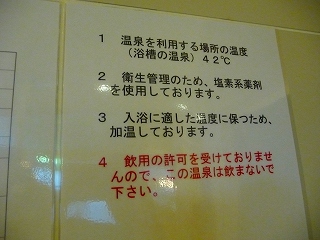 1 温泉を利用する場所の温度
(浴槽の温泉)42℃
2 衛生管理のため、塩素系薬剤
を使用しております。
3 入浴に適した温度に保つため、
加温しております。
4 飲用の許可を受けておりませ
んので、この温泉は飲まないで
下さい。